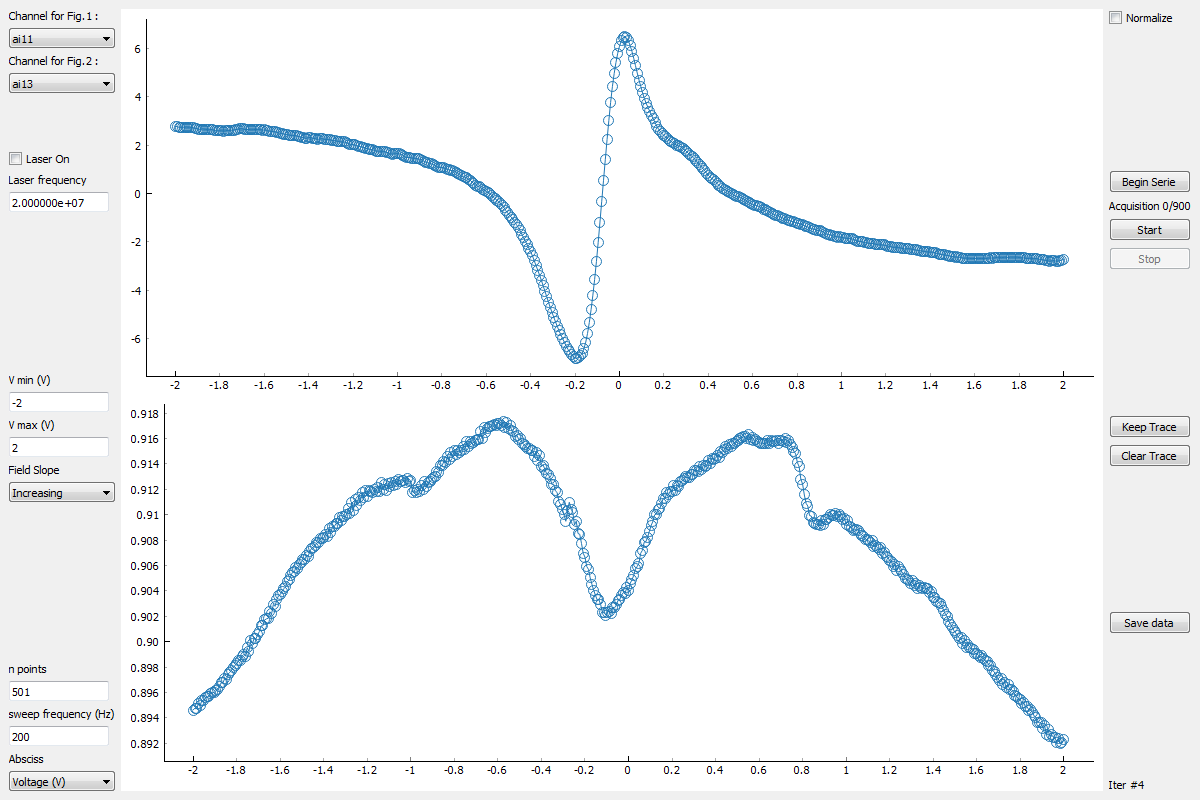 Channel for Fig.1 :
ai11
Channel for Fig.2 :
ai13
Laser On
Laser frequency
2.000000e+07
V min (V)
-2
V max (V)
2
Field Slope
Increasing
n points
501
sweep frequency (Hz)
200
Absciss
Voltage (V)
6
4
2
0
-2
-4
-6
-2 -1.8 -1.6 -1.4 -1.2 -1 -0.8 -0.6 -0.4 -0.2 0 0.2 0.4 0.6 0.8 1 1.2 1.4 1.6 1.8 2
0.918
0.916
0.914
0.912
0.91
0.908
0.906
0.904
0.902
0.90
0.898
0.896
0.894
0.892
-2 -1.8 -1.6 -1.4 -1.2 -1 -0.8 -0.6 -0.4 -0.2 0 0.2 0.4 0.6 0.8 1 1.2 1.4 1.6 1.8 2
Normalize
Begin Serie
Acquisition 0/900
Start
Stop
Keep Trace
Clear Trace
Save data
Iter #4